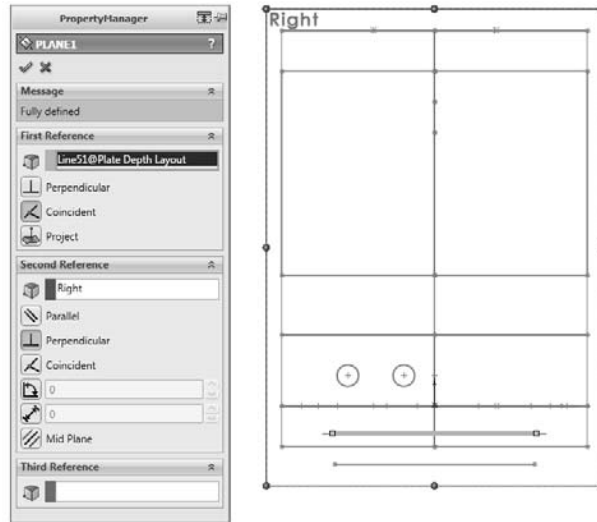 PropertyManager
PLANE1 ?
Message
Fully defined
First Reference
Line51@Plate Depth Layout
Perpendicular
Coincident
Project
Second Reference
Right
Parallel
Perpendicular
Coincident
0
0
Mid Plane
Third Reference
Right